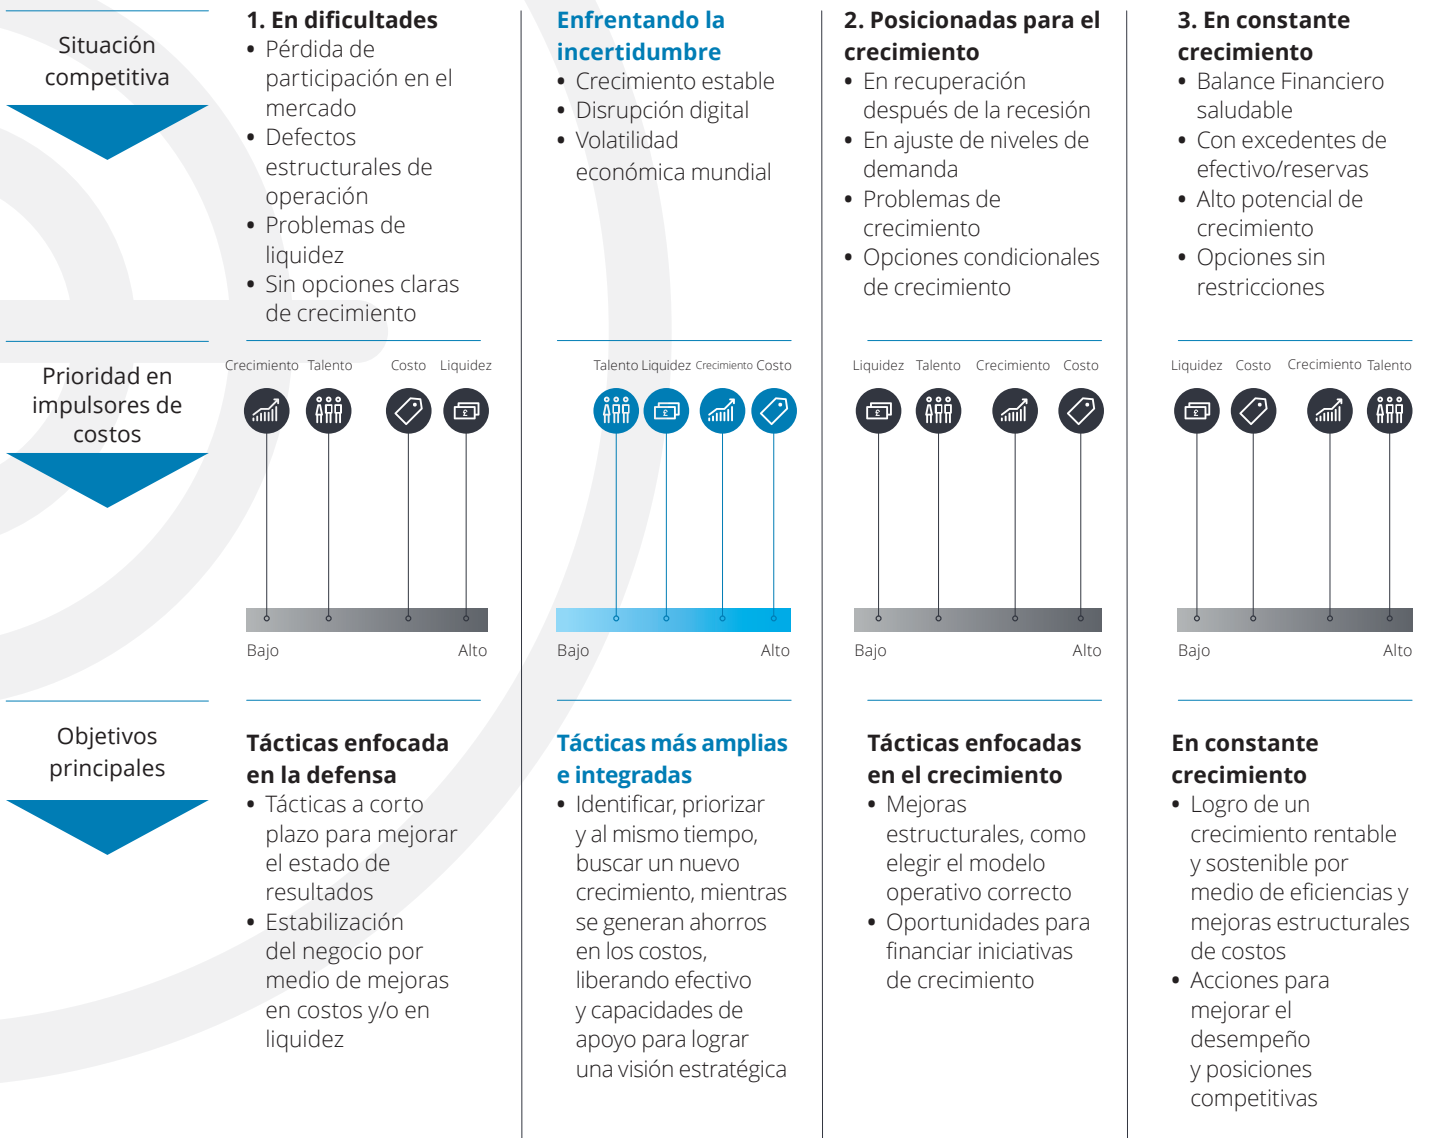 Situación
competitiva
1. En dificultades
• Pérdida de
participación en el
mercado
• Defectos
estructurales de
operación
• Problemas de
liquidez
• Sin opciones claras
de crecimiento
Enfrentando la
incertidumbre
• Crecimiento estable
• Disrupción digital
• Volatilidad
económica mundial
2. Posicionadas para el
crecimiento
• En recuperación
después de la recesión
• En ajuste de niveles de
demanda
• Problemas de
crecimiento
• Opciones condicionales
de crecimiento
3. En constante
crecimiento
• Balance Financiero
saludable
• Con excedentes de
efectivo/reservas
• Alto potencial de
crecimiento
• Opciones sin
restricciones
Prioridad en
impulsores de
costos
Crecimiento Talento Costo Liquidez
£
Bajo Alto
Talento Liquidez Crecimiento Costo
£
Bajo Alto
Liquidez Talento Crecimiento Costo
£
Bajo Alto
Liquidez Costo Crecimiento Talento
£
Bajo Alto
Objetivos
principales
Tácticas enfocada
en la defensa
• Tácticas a corto
plazo para mejorar
el estado de
resultados
• Estabilización
del negocio por
medio de mejoras
en costos y/o en
liquidez
Tácticas más amplias
e integradas
• Identificar, priorizar
y al mismo tiempo,
buscar un nuevo
crecimiento, mientras
se generan ahorros
en los costos,
liberando efectivo
y capacidades de
apoyo para lograr
una visión estratégica
Tácticas enfocadas
en el crecimiento
• Mejoras
estructurales, como
elegir el modelo
operativo correcto
• Oportunidades para
financiar iniciativas
de crecimiento
En constante
crecimiento
• Logro de un
crecimiento rentable
y sostenible por
medio de eficiencias y
mejoras estructurales
de costos
• Acciones para
mejorar el
desempeño
y posiciones
competitivas